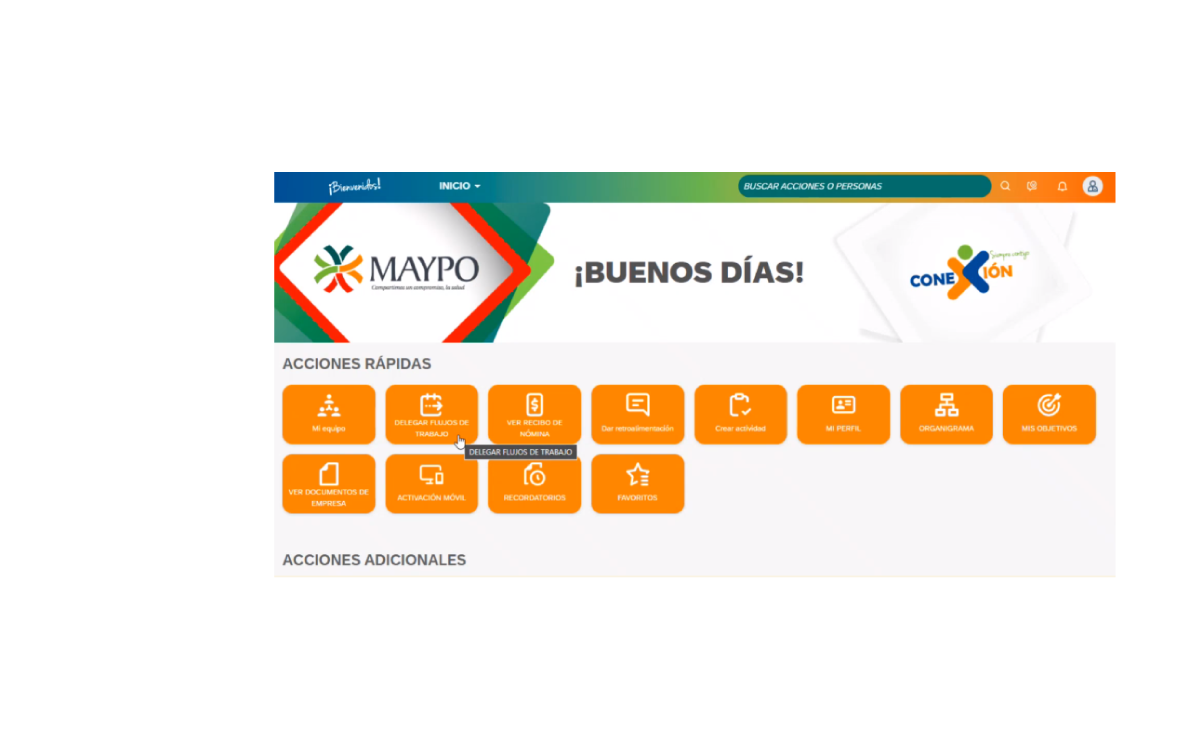 ¡Bienvenidos!
INICIO
BUSCAR ACCIONES O PERSONAS
MAYPO
Compartimos un compromiso, la salud
¡BUENOS DÍAS!
Siempre contigo
CONEXIÓN
ACCIONES RÁPIDAS
Mi equipo
DELEGAR FLUJOS DE
TRABAJO
VER RECIBO DE
NÓMINA
Dar retroalimentación
Crear actividad
MI PERFIL
ORGANIGRAMA
MIS OBJETIVOS
DELEGAR FLUJOS DE TRABAJO
VER DOCUMENTOS DE
EMPRESA
ACTIVACIÓN MÓVIL
RECORDATORIOS
FAVORITOS
ACCIONES ADICIONALES